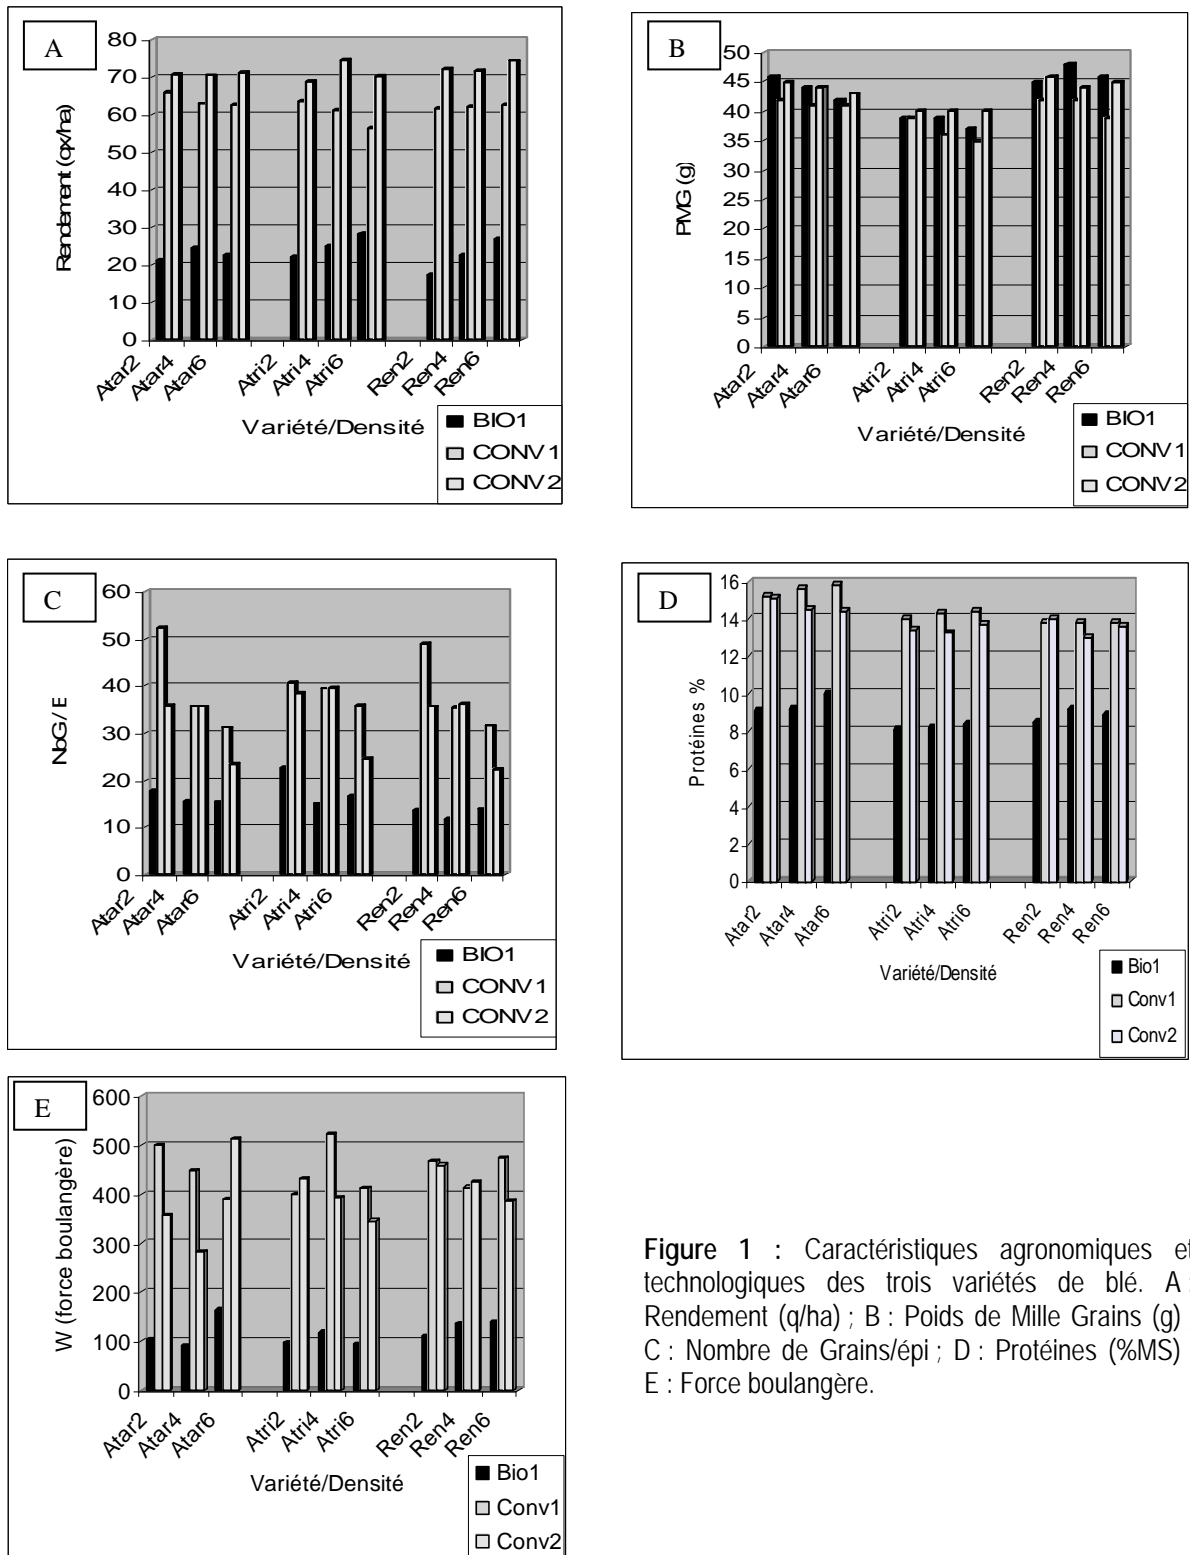 A
80
70
60
50
40
30
20
10
0
Rendement (qx/ha)
Atar2
Atar4
Atar6
Atri2
Atri4
Atri6
Ren2
Ren4
Ren6
Variété/Densité
BIO1
CONV1
CONV2
B
50
45
40
35
30
25
20
15
10
5
0
PMG (g)
Atar2
Atar4
Atar6
Atri2
Atri4
Atri6
Ren2
Ren4
Ren6
Variété/Densité
BIO1
CONV1
CONV2
C
60
50
40
30
20
10
0
NbG/E
Atar2
Atar4
Atar6
Atri2
Atri4
Atri6
Ren2
Ren4
Ren6
Variété/Densité
BIO1
CONV1
CONV2
D
16
14
12
10
8
6
4
2
0
Protéines %
Atar2
Atar4
Atar6
Atri2
Atri4
Atri6
Ren2
Ren4
Ren6
Variété/Densité
Bio1
Conv1
Conv2
E
600
500
400
300
200
100
0
W (force boulangère)
Atar2
Atar4
Atar6
Atri2
Atri4
Atri6
Ren2
Ren4
Ren6
Variété/Densité
Bio1
Conv1
Conv2
Figure 1 : Caractéristiques agronomiques et
technologiques des trois variétés de blé. A :
Rendement (q/ha) ; B : Poids de Mille Grains (g)
C : Nombre de Grains/épi ; D : Protéines (%MS)
E : Force boulangère.